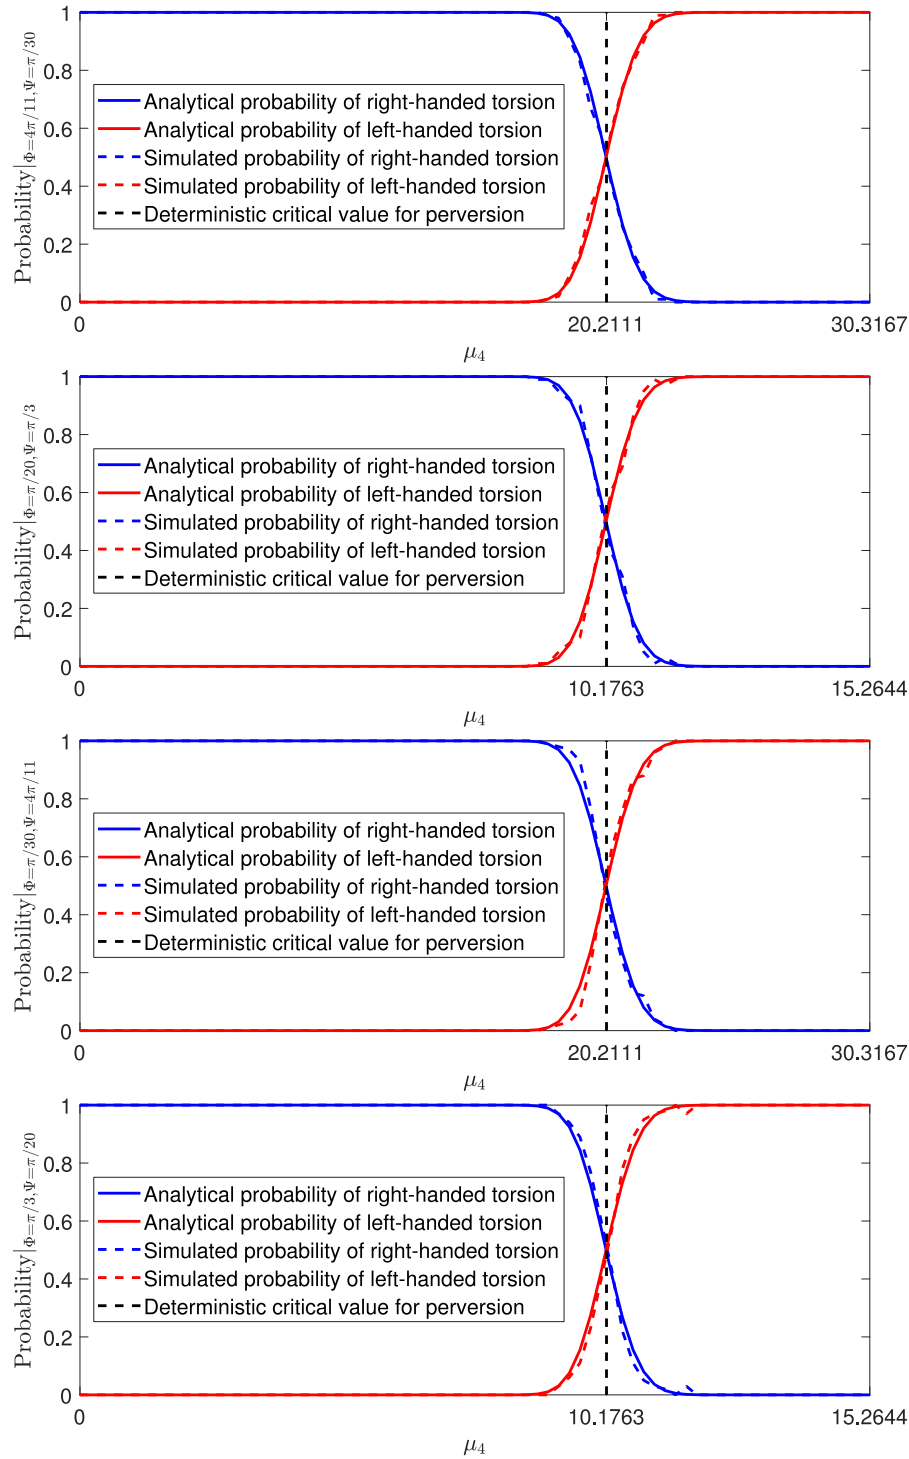 Probability|Φ=4π/11,Ψ=π/30
1
0.8
0.6
0.4
0.2
0
Analytical probability of right-handed torsion
Analytical probability of left-handed torsion
Simulated probability of right-handed torsion
Simulated probability of left-handed torsion
Deterministic critical value for perversion
0 20.2111 30.3167
μ4
Probability|Φ=π/20,Ψ=π/3
1
0.8
0.6
0.4
0.2
0
Analytical probability of right-handed torsion
Analytical probability of left-handed torsion
Simulated probability of right-handed torsion
Simulated probability of left-handed torsion
Deterministic critical value for perversion
0 10.1763 15.2644
μ4
Probability|Φ=π/30,Ψ=4π/11
1
0.8
0.6
0.4
0.2
0
Analytical probability of right-handed torsion
Analytical probability of left-handed torsion
Simulated probability of right-handed torsion
Simulated probability of left-handed torsion
Deterministic critical value for perversion
0 20.2111 30.3167
μ4
Probability|Φ=π/3,Ψ=π/20
1
0.8
0.6
0.4
0.2
0
Analytical probability of right-handed torsion
Analytical probability of left-handed torsion
Simulated probability of right-handed torsion
Simulated probability of left-handed torsion
Deterministic critical value for perversion
0 10.1763 15.2644
μ4